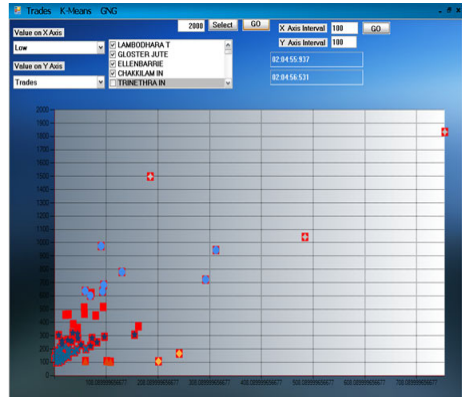 Trades K-Means GNG
Value on X Axis
Low
Value on Y Axis
Trades
LAMBODHARA T
GLOSTER JUTE
ELLENBARRIE
CHAKKILAM IN
TRINETHRA IN
2000 Select GO
X Axis Interval 100 GO
Y Axis Interval 100
02:04:55:937
02:04:56:531
2000
1900
1800
1700
1600
1500
1400
1300
1200
1100
1000
900
800
700
600
500
400
300
200
100
0